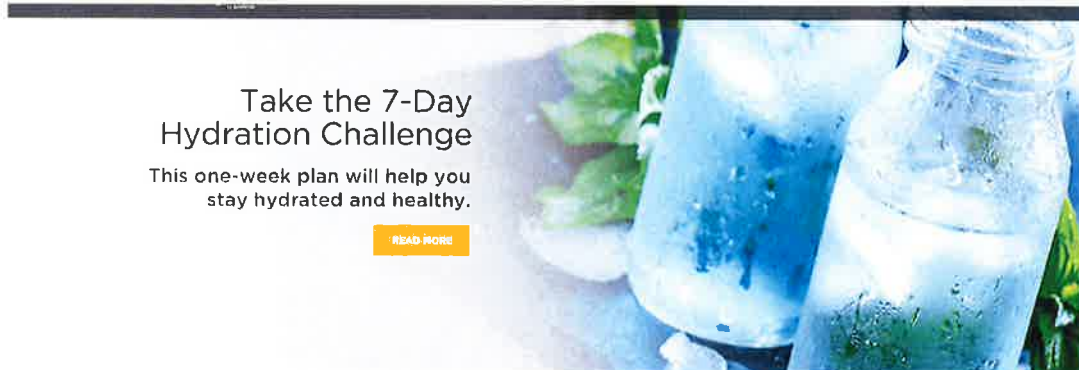 Take the 7-Day
Hydration Challenge
This one-week plan will help you
stay hydrated and healthy.
READ MORE